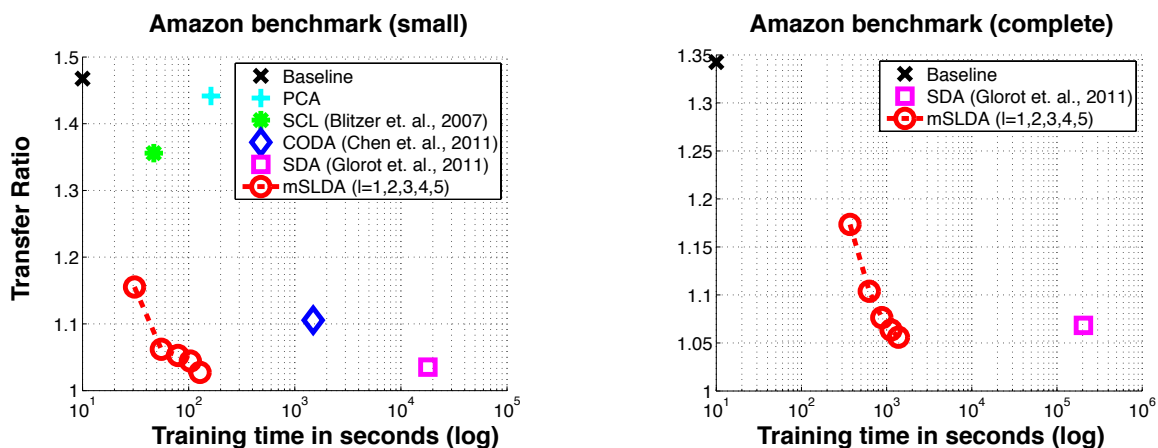 Amazon benchmark (small)
Transfer Ratio
1.5
1.4
1.3
1.2
1.1
1
Baseline
PCA
SCL (Blitzer et. al., 2007)
CODA (Chen et. al., 2011)
SDA (Glorot et. al., 2011)
mSLDA (l=1,2,3,4,5)
10^1 10^2 10^3 10^4 10^5
Training time in seconds (log)
Amazon benchmark (complete)
1.35
1.3
1.25
1.2
1.15
1.1
1.05
1
Baseline
SDA (Glorot et. al., 2011)
mSLDA (l=1,2,3,4,5)
10^1 10^2 10^3 10^4 10^5 10^6
Training time in seconds (log)